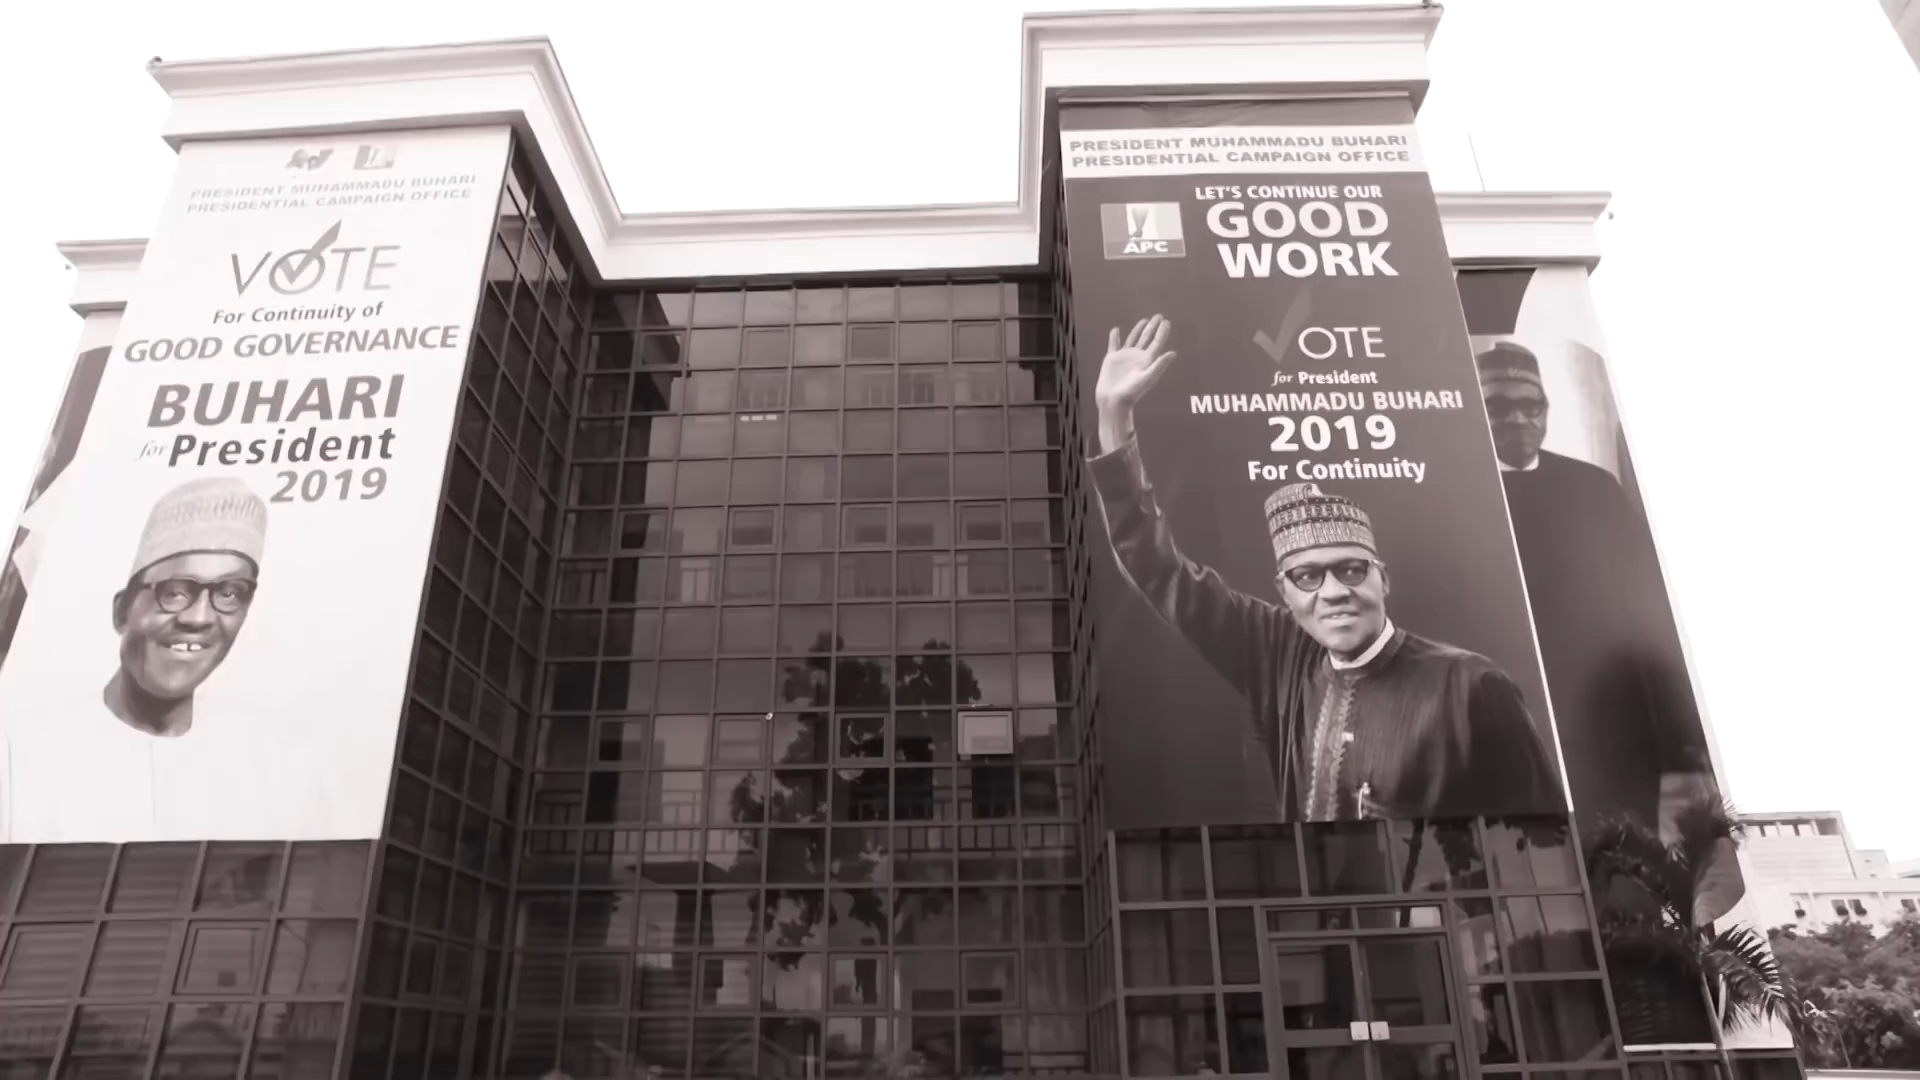 PRESIDENT MUHAMMADU BUHARI
PRESIDENTIAL CAMPAIGN OFFICE
VOTE
For Continuity of
GOOD GOVERNANCE
BUHARI
for President
2019
PRESIDENT MUHAMMADU BUHARI
PRESIDENTIAL CAMPAIGN OFFICE
LET'S CONTINUE OUR
GOOD
WORK
APC
VOTE
for President
MUHAMMADU BUHARI
2019
For Continuity